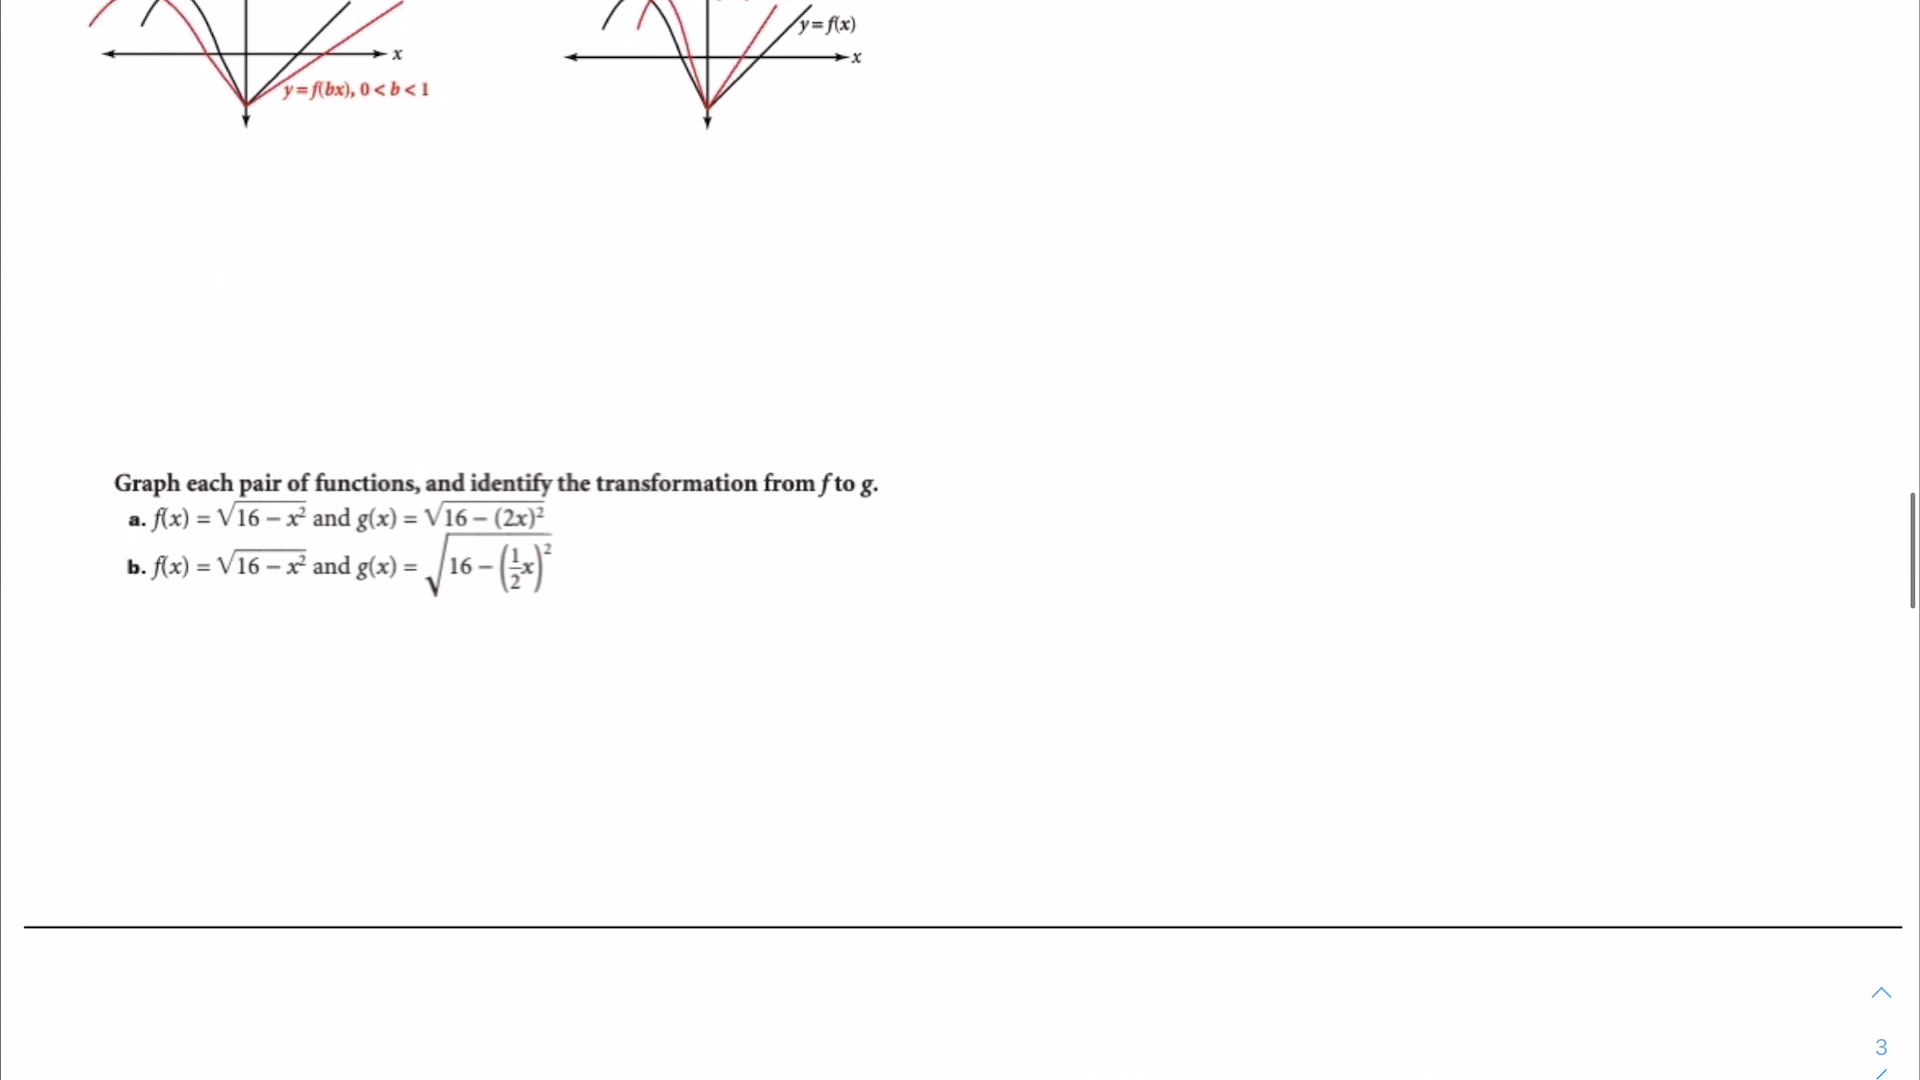 y = f(x)
x
x
y = f(bx), 0 < b < 1
Graph each pair of functions, and identify the transformation from f to g.
a. f(x) = √16 − x² and g(x) = √16 − (2x)²
b. f(x) = √16 − x² and g(x) = √16 − (1/2 x)²
3